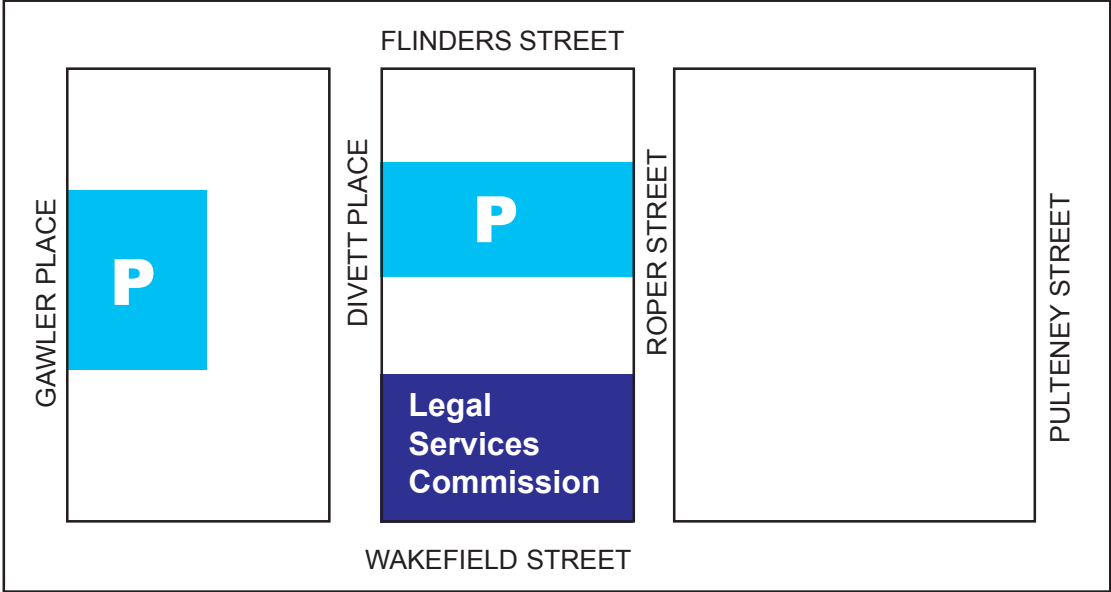 FLINDERS STREET
GAWLER PLACE
P
DIVETT PLACE
P
ROPER STREET
PULTENEY STREET
Legal
Services
Commission
WAKEFIELD STREET